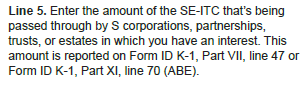 Line 5. Enter the amount of the SE-ITC that's being
passed through by S corporations, partnerships,
trusts, or estates in which you have an interest. This
amount is reported on Form ID K-1, Part VII, line 47 or
Form ID K-1, Part XI, line 70 (ABE).